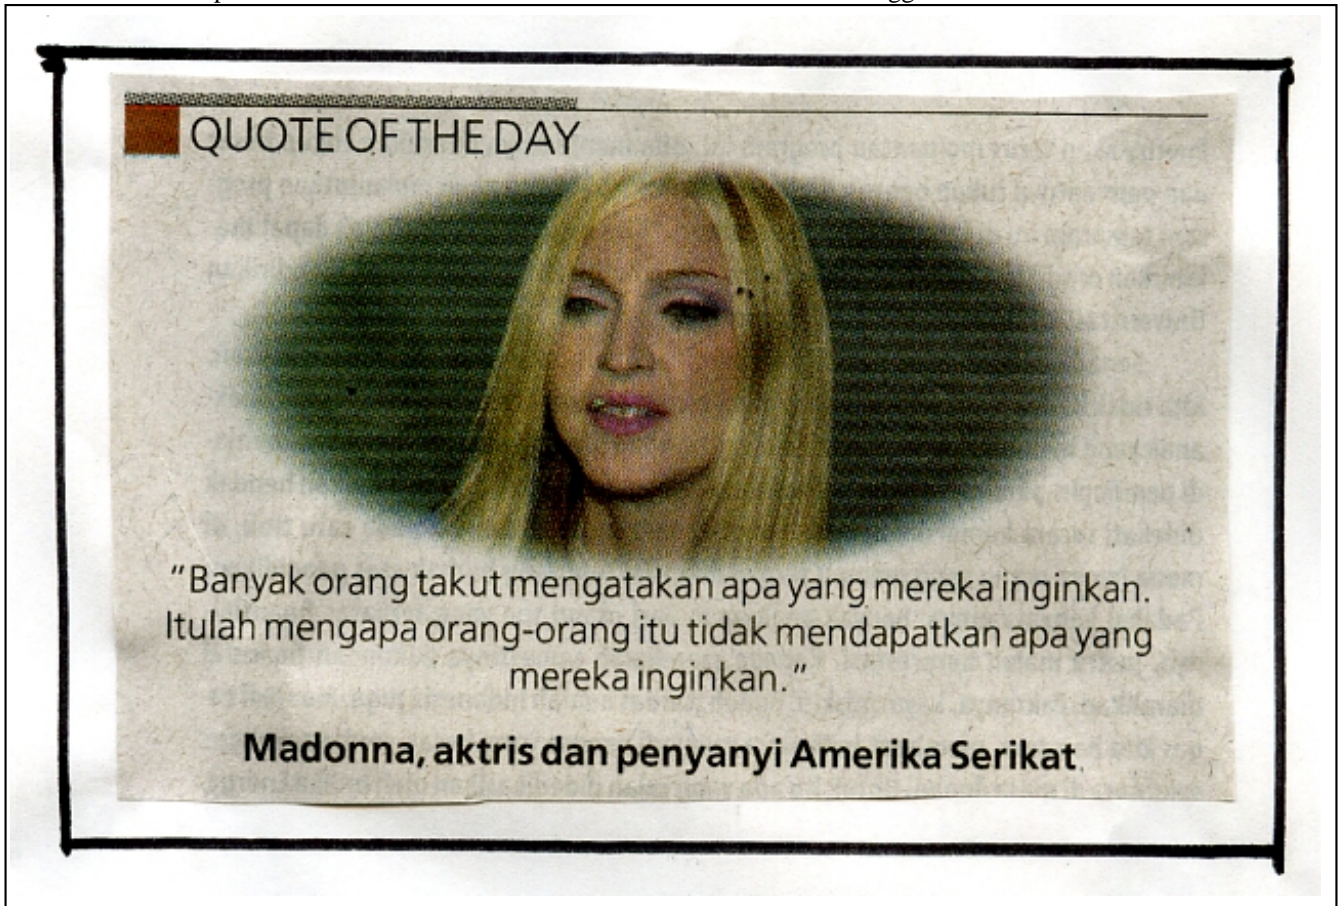 QUOTE OF THE DAY
"Banyak orang takut mengatakan apa yang mereka inginkan.
Itulah mengapa orang-orang itu tidak mendapatkan apa yang
mereka inginkan."
Madonna, aktris dan penyanyi Amerika Serikat